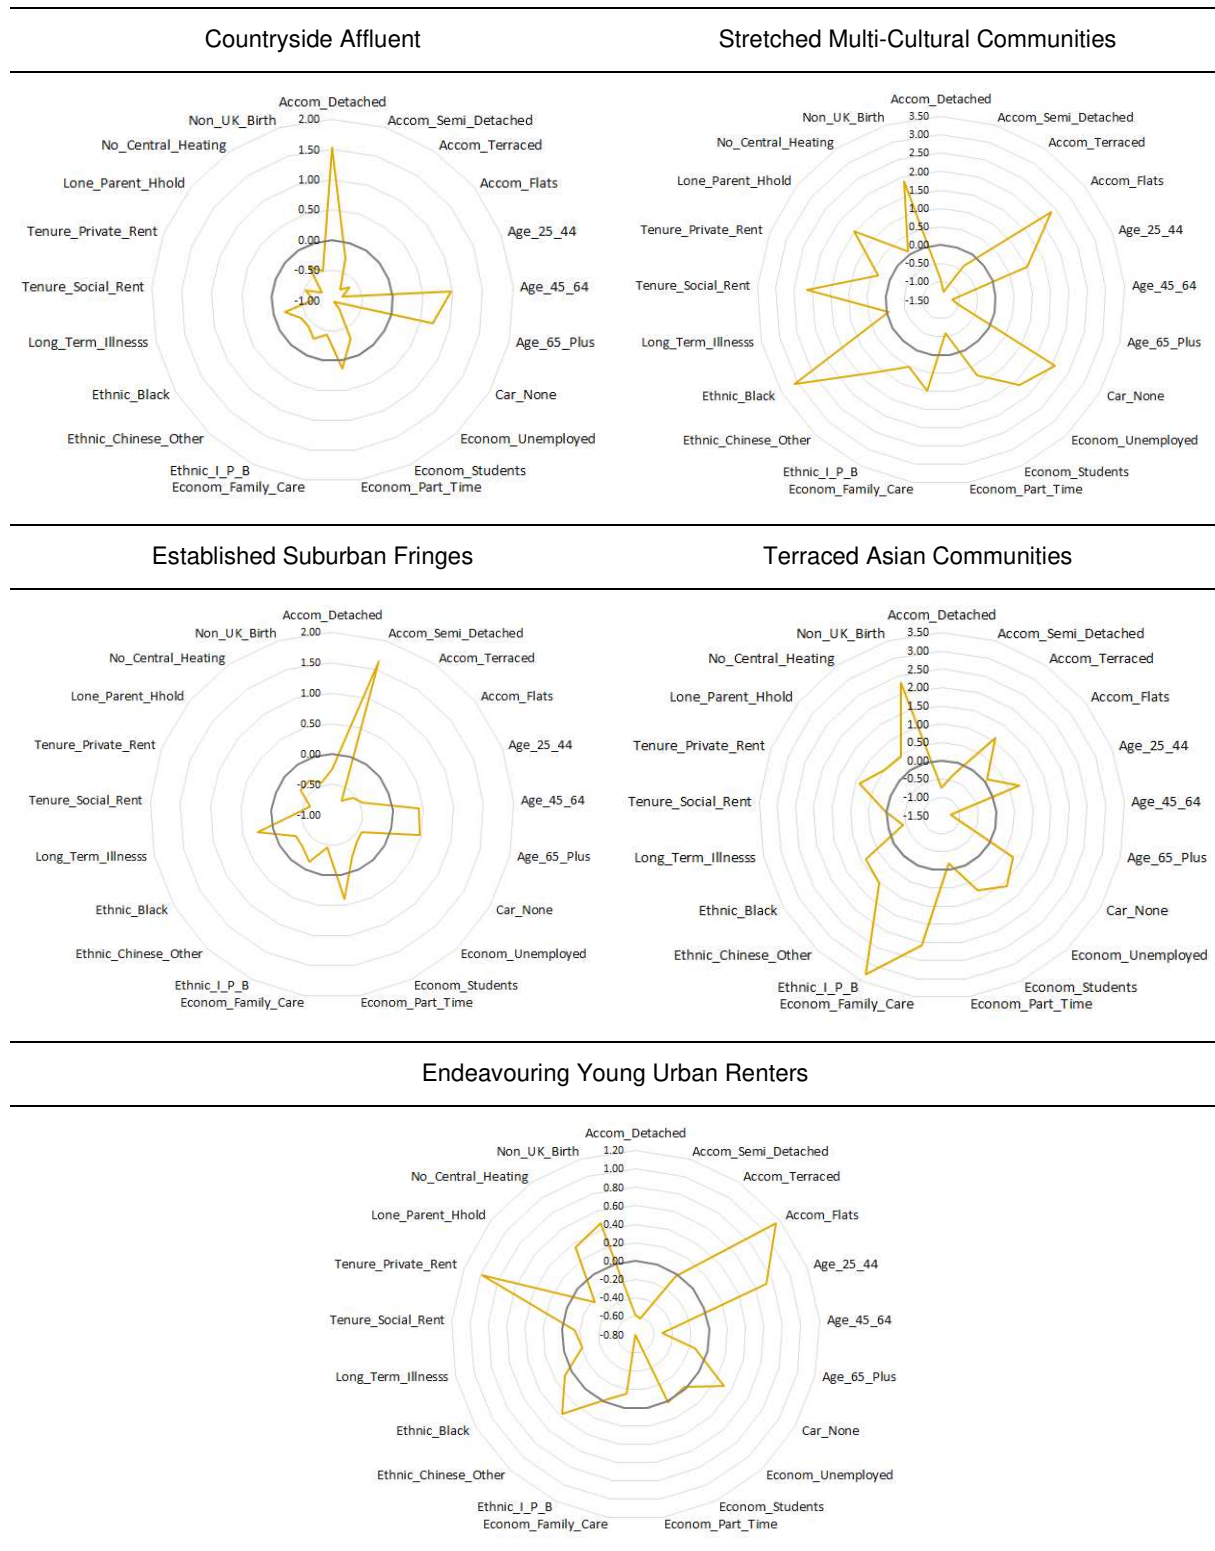 Countryside Affluent
Stretched Multi-Cultural Communities
Accom_Detached
Non_UK_Birth 2.00 Accom_Semi_Detached
No_Central_Heating 1.50 Accom_Terraced
Lone_Parent_Hhold 1.00 Accom_Flats
0.50
Tenure_Private_Rent 0.00 Age_25_44
-0.50
Tenure_Social_Rent -1.00 Age_45_64
Long_Term_Illnesss Age_65_Plus
Ethnic_Black Car_None
Ethnic_Chinese_Other Econom_Unemployed
Ethnic_I_P_B Econom_Students
Econom_Family_Care Econom_Part_Time
Accom_Detached
Non_UK_Birth 3.50 Accom_Semi_Detached
3.00
No_Central_Heating 2.50 Accom_Terraced
2.00
Lone_Parent_Hhold 1.50 Accom_Flats
1.00
Tenure_Private_Rent 0.50 Age_25_44
0.00
-0.50
Tenure_Social_Rent -1.00 Age_45_64
-1.50
Long_Term_Illnesss Age_65_Plus
Ethnic_Black Car_None
Ethnic_Chinese_Other Econom_Unemployed
Ethnic_I_P_B Econom_Students
Econom_Family_Care Econom_Part_Time
Established Suburban Fringes
Terraced Asian Communities
Accom_Detached
Non_UK_Birth 2.00 Accom_Semi_Detached
No_Central_Heating 1.50 Accom_Terraced
Lone_Parent_Hhold 1.00 Accom_Flats
0.50
Tenure_Private_Rent 0.00 Age_25_44
-0.50
Tenure_Social_Rent -1.00 Age_45_64
Long_Term_Illnesss Age_65_Plus
Ethnic_Black Car_None
Ethnic_Chinese_Other Econom_Unemployed
Ethnic_I_P_B Econom_Students
Econom_Family_Care Econom_Part_Time
Accom_Detached
Non_UK_Birth 3.50 Accom_Semi_Detached
3.00
No_Central_Heating 2.50 Accom_Terraced
2.00
Lone_Parent_Hhold 1.50 Accom_Flats
1.00
Tenure_Private_Rent 0.50 Age_25_44
0.00
-0.50
Tenure_Social_Rent -1.00 Age_45_64
-1.50
Long_Term_Illnesss Age_65_Plus
Ethnic_Black Car_None
Ethnic_Chinese_Other Econom_Unemployed
Ethnic_I_P_B Econom_Students
Econom_Family_Care Econom_Part_Time
Endeavouring Young Urban Renters
Accom_Detached
Non_UK_Birth 1.20 Accom_Semi_Detached
No_Central_Heating 1.00 Accom_Terraced
0.80
0.60
Lone_Parent_Hhold 0.40 Accom_Flats
0.20
Tenure_Private_Rent 0.00 Age_25_44
-0.20
-0.40
Tenure_Social_Rent -0.60 Age_45_64
-0.80
Long_Term_Illnesss Age_65_Plus
Ethnic_Black Car_None
Ethnic_Chinese_Other Econom_Unemployed
Ethnic_I_P_B Econom_Students
Econom_Family_Care Econom_Part_Time